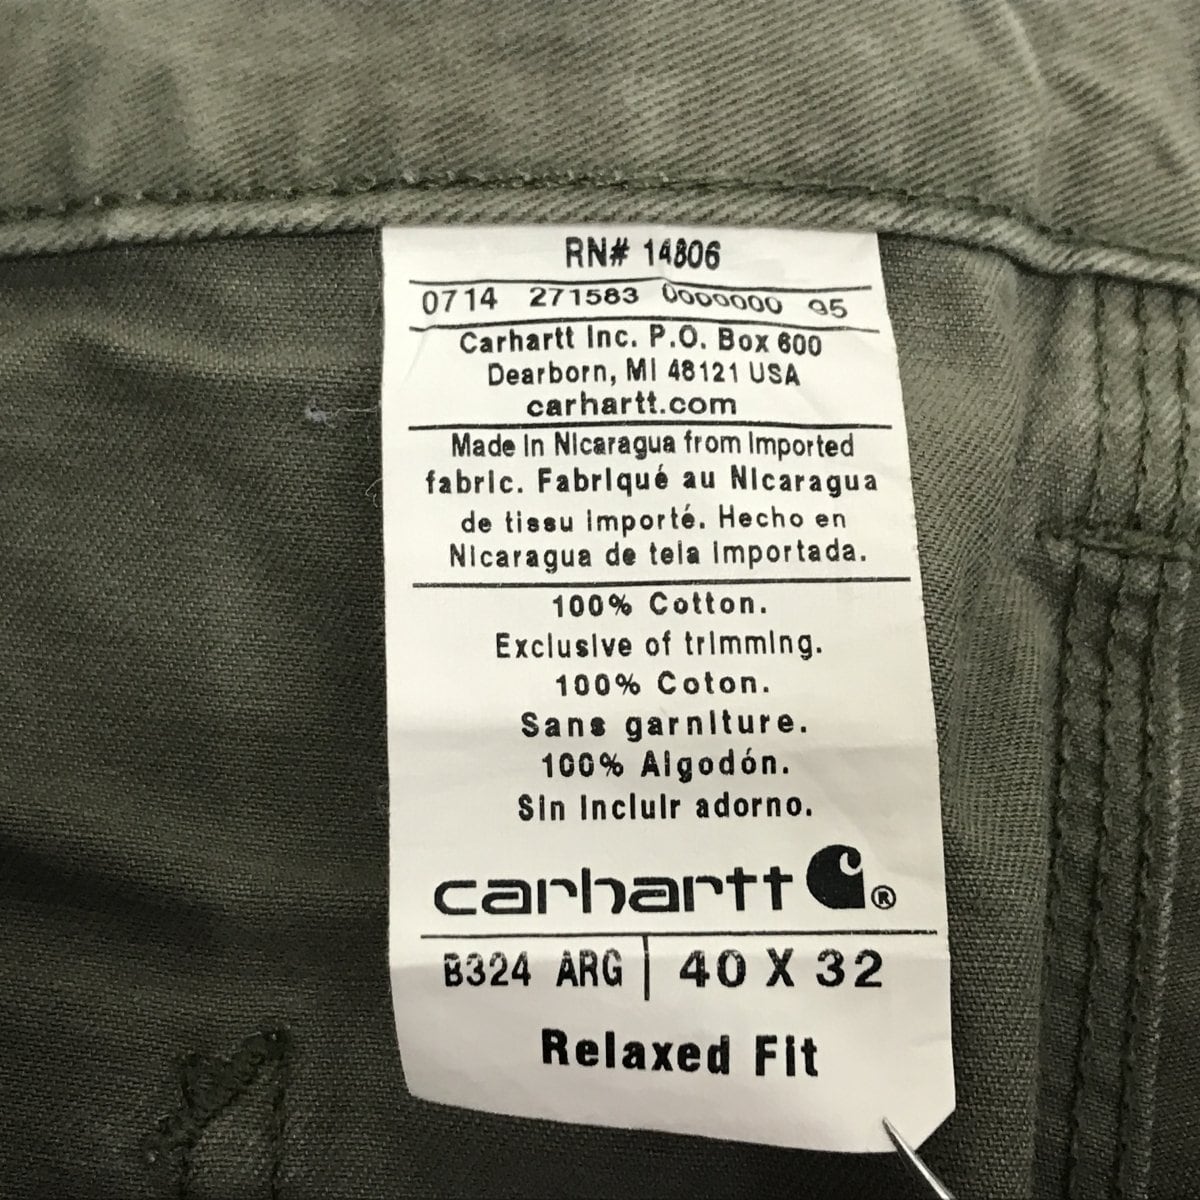 RN# 14806
0714 271583 0000000 95
Carhartt Inc. P.O. Box 600
Dearborn, MI 48121 USA
carhartt.com
Made in Nicaragua from imported
fabric. Fabriqué au Nicaragua
de tissu importé. Hecho en
Nicaragua de tela importada.
100% Cotton.
Exclusive of trimming.
100% Coton.
Sans garniture.
100% Algodón.
Sin incluir adorno.
carhartt ®
B324 ARG | 40 X 32
Relaxed Fit